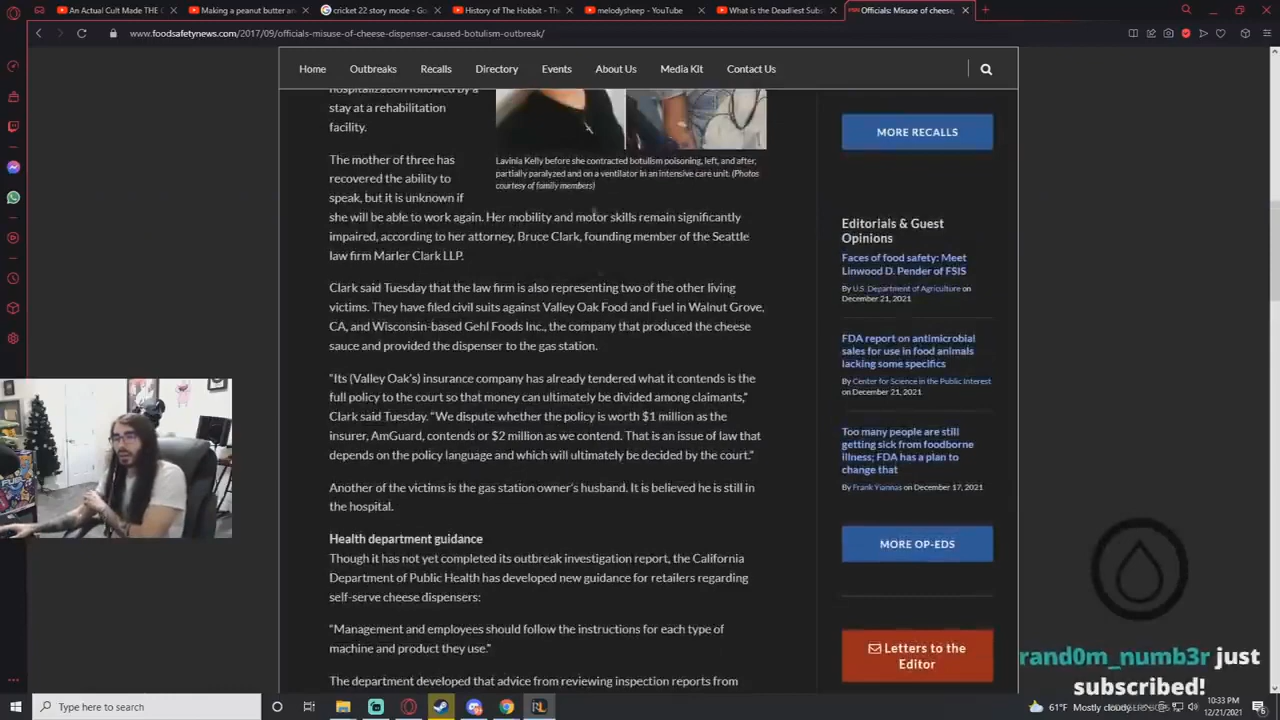 An Actual Cult Made THE C
Making a peanut butter an
cricket 22 story mode - Go
History of The Hobbit - The
melodysheep - YouTube
What is the Deadliest Subs
Officials: Misuse of cheese,
www.foodsafetynews.com/2017/09/officials-misuse-of-cheese-dispenser-caused-botulism-outbreak/
Home Outbreaks Recalls Directory Events About Us Media Kit Contact Us
hospitalization followed by a
stay at a rehabilitation
facility.
The mother of three has
recovered the ability to
speak, but it is unknown if
she will be able to work again. Her mobility and motor skills remain significantly
impaired, according to her attorney, Bruce Clark, founding member of the Seattle
law firm Marler Clark LLP.
Lavinia Kelly before she contracted botulism poisoning, left, and after,
partially paralyzed and on a ventilator in an intensive care unit. (Photos
courtesy of family members)
Clark said Tuesday that the law firm is also representing two of the other living
victims. They have filed civil suits against Valley Oak Food and Fuel in Walnut Grove,
CA, and Wisconsin-based Gehl Foods Inc., the company that produced the cheese
sauce and provided the dispenser to the gas station.
"Its (Valley Oak's) insurance company has already tendered what it contends is the
full policy to the court so that money can ultimately be divided among claimants,"
Clark said Tuesday. "We dispute whether the policy is worth $1 million as the
insurer, AmGuard, contends or $2 million as we contend. That is an issue of law that
depends on the policy language and which will ultimately be decided by the court."
Another of the victims is the gas station owner's husband. It is believed he is still in
the hospital.
Health department guidance
Though it has not yet completed its outbreak investigation report, the California
Department of Public Health has developed new guidance for retailers regarding
self-serve cheese dispensers:
"Management and employees should follow the instructions for each type of
machine and product they use."
The department developed that advice from reviewing inspection reports from
MORE RECALLS
Editorials & Guest
Opinions
Faces of food safety: Meet
Linwood D. Pender of FSIS
By U.S. Department of Agriculture on
December 21, 2021
FDA report on antimicrobial
sales for use in food animals
lacking some specifics
By Center for Science in the Public Interest
on December 21, 2021
Too many people are still
getting sick from foodborne
illness; FDA has a plan to
change that
By Frank Yiannas on December 17, 2021
MORE OP-EDS
Letters to the
Editor
rand0m_numb3r just
subscribed!
Type here to search
61°F Mostly cloudy
10:33 PM
12/21/2021